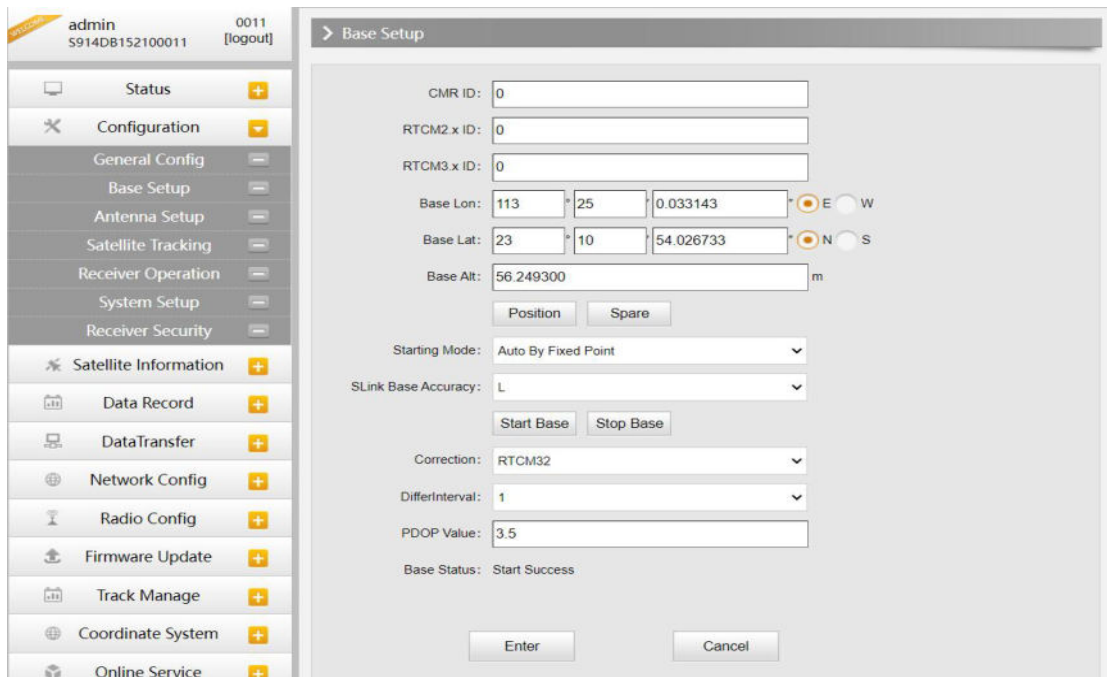 WELCOME
admin
0011
S914DB152100011
[logout]
Status
Configuration
General Config
Base Setup
Antenna Setup
Satellite Tracking
Receiver Operation
System Setup
Receiver Security
Satellite Information
Data Record
DataTransfer
Network Config
Radio Config
Firmware Update
Track Manage
Coordinate System
Online Service
Base Setup
CMR ID: 0
RTCM2.x ID: 0
RTCM3.x ID: 0
Base Lon: 113 ° 25 ' 0.033143 " E W
Base Lat: 23 ° 10 ' 54.026733 " N S
Base Alt: 56.249300 m
Position Spare
Starting Mode: Auto By Fixed Point
SLink Base Accuracy: L
Start Base Stop Base
Correction: RTCM32
DifferInterval: 1
PDOP Value: 3.5
Base Status: Start Success
Enter Cancel